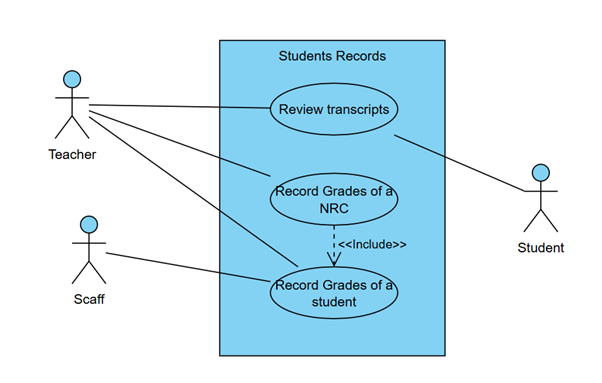 Students Records
Review transcripts
Teacher
Record Grades of a
NRC
<<Include>>
Student
Scaff
Record Grades of a
student